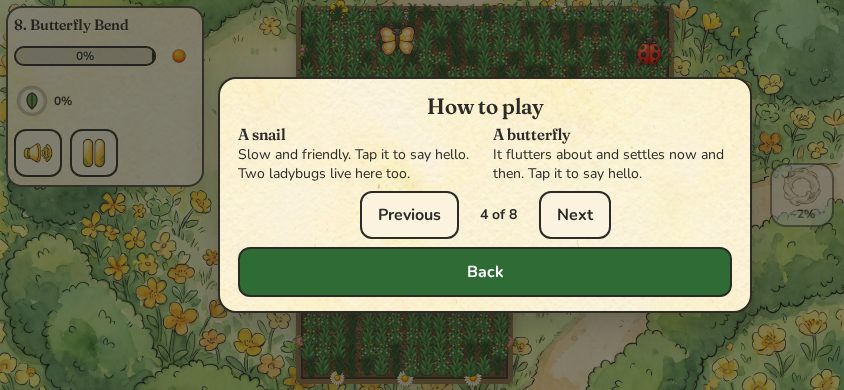 8. Butterfly Bend
0%
0%
How to play
A snail
Slow and friendly. Tap it to say hello.
Two ladybugs live here too.
A butterfly
It flutters about and settles now and
then. Tap it to say hello.
Previous
4 of 8
Next
Back
-2%